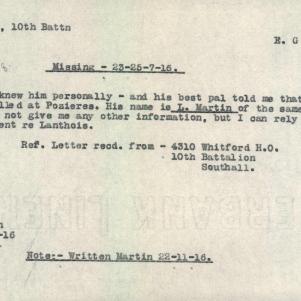 , 10th Battn
E. G
Missing - 23-25-7-16.
knew him personally - and his best pal told me that
lled at Pozieres. His name is L. Martin of the same
not give me any other information, but I can rely
ent re Lanthois.
Ref. Letter recd. from - 4310 Whitford H.O.
10th Battalion
Southall.
-16
Note:- Written Martin 22-11-16.